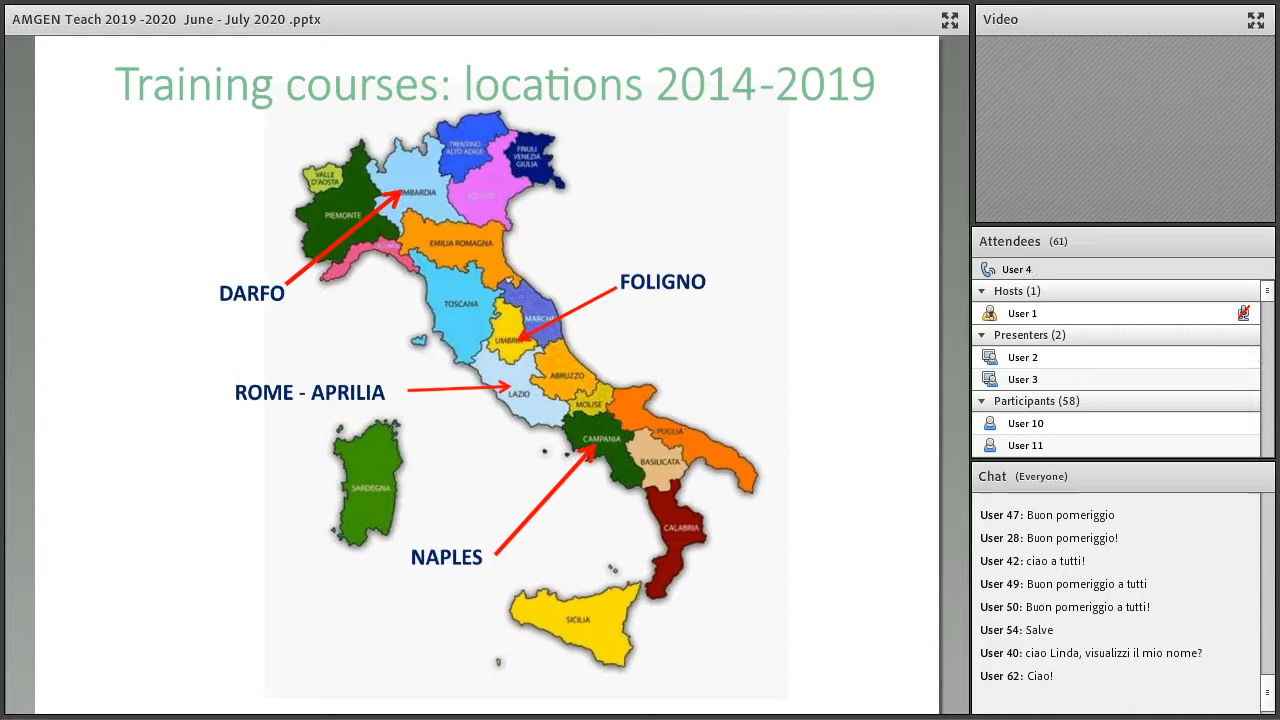 AMGEN Teach 2019 -2020  June - July 2020 .pptx
Training courses: locations 2014-2019
TRENTINO
ALTO ADIGE
FRIULI
VENEZIA
GIULIA
VALLE
D'AOSTA
LOMBARDIA
VENETO
PIEMONTE
EMILIA ROMAGNA
LIGURIA
DARFO
FOLIGNO
TOSCANA
MARCHE
UMBRIA
ROME - APRILIA
ABRUZZO
LAZIO
MOLISE
PUGLIA
CAMPANIA
BASILICATA
SARDEGNA
CALABRIA
NAPLES
SICILIA
Video
Attendees (61)
User 4
Hosts (1)
User 1
Presenters (2)
User 2
User 3
Participants (58)
User 10
User 11
Chat (Everyone)
User 47: Buon pomeriggio
User 28: Buon pomeriggio!
User 42: ciao a tutti!
User 49: Buon pomeriggio a tutti
User 50: Buon pomeriggio a tutti!
User 54: Salve
User 40: ciao Linda, visualizzi il mio nome?
User 62: Ciao!